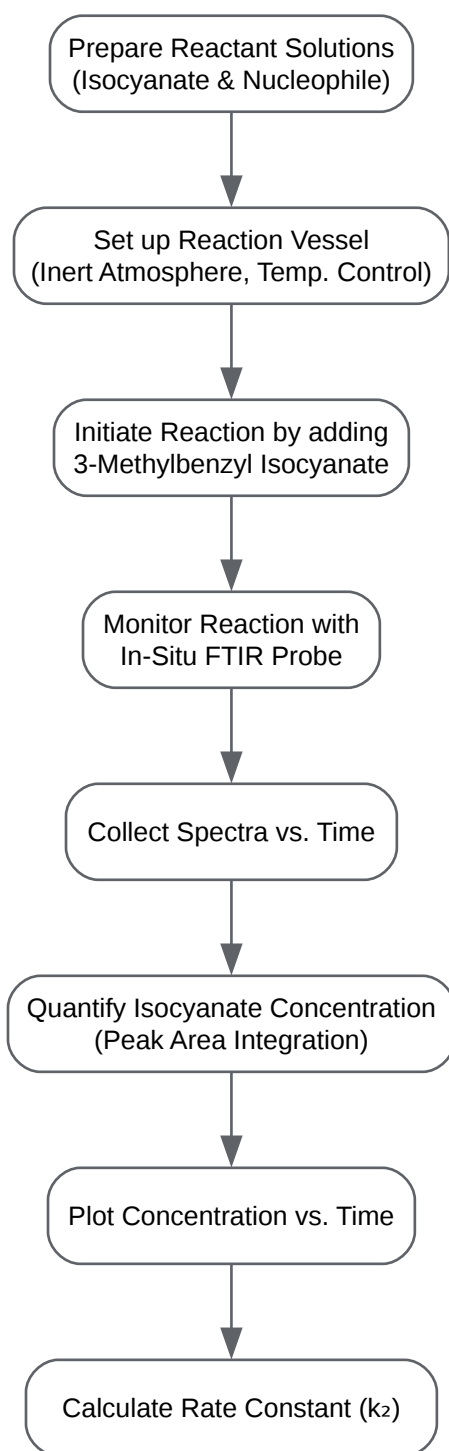 Prepare Reactant Solutions
(Isocyanate & Nucleophile)
Set up Reaction Vessel
(Inert Atmosphere, Temp. Control)
Initiate Reaction by adding
3-Methylbenzyl Isocyanate
Monitor Reaction with
In-Situ FTIR Probe
Collect Spectra vs. Time
Quantify Isocyanate Concentration
(Peak Area Integration)
Plot Concentration vs. Time
Calculate Rate Constant (k₂)